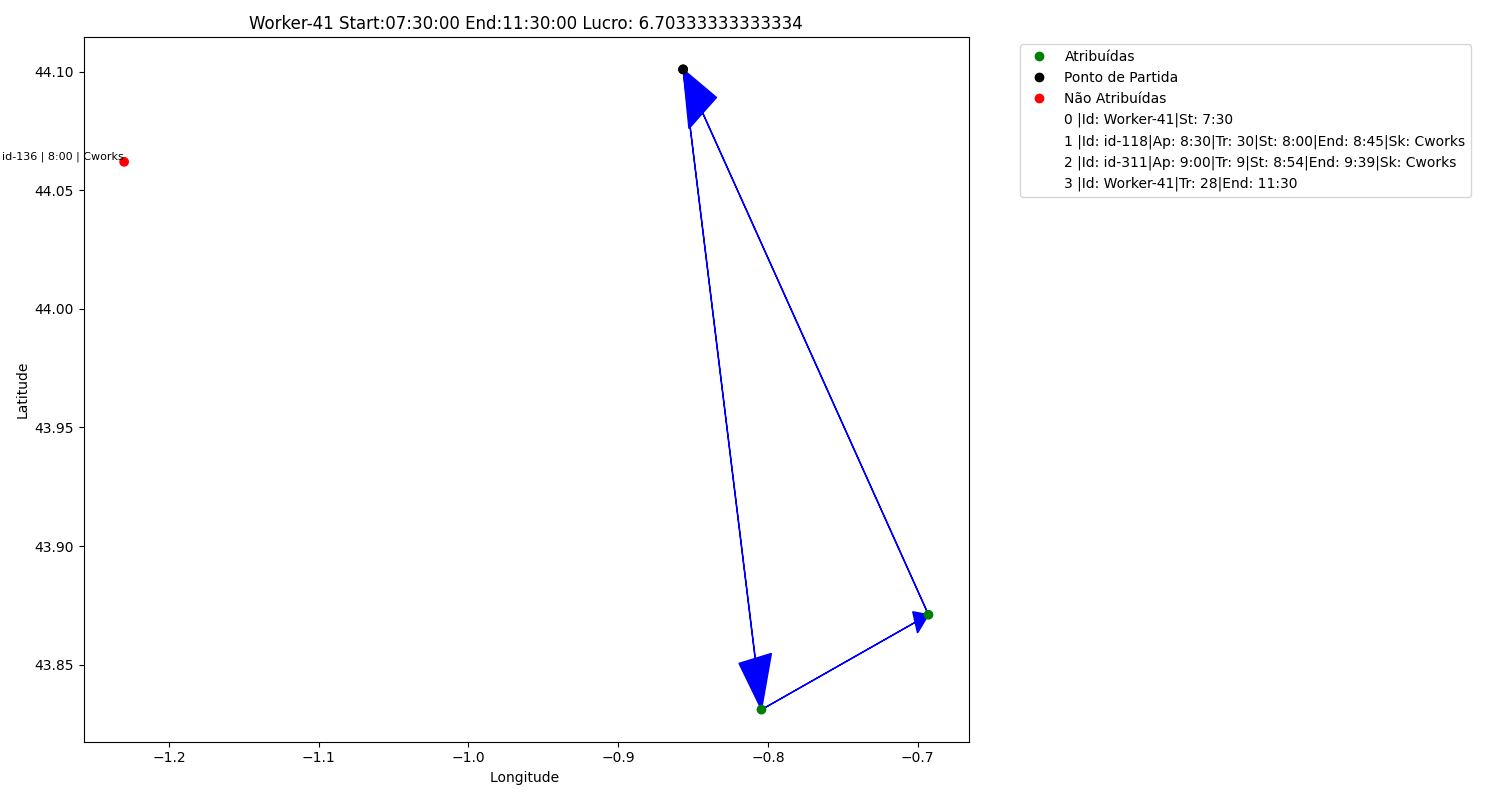 Worker-41 Start:07:30:00 End:11:30:00 Lucro: 6.70333333333334
Atribuídas
Ponto de Partida
Não Atribuídas
0 |Id: Worker-41|St: 7:30
1 |Id: id-118|Ap: 8:30|Tr: 30|St: 8:00|End: 8:45|Sk: Cworks
2 |Id: id-311|Ap: 9:00|Tr: 9|St: 8:54|End: 9:39|Sk: Cworks
3 |Id: Worker-41|Tr: 28|End: 11:30
44.10
id-136 | 8:00 | Cworks
44.05
44.00
43.95
43.90
43.85
Latitude
−1.2
−1.1
−1.0
−0.9
−0.8
−0.7
Longitude